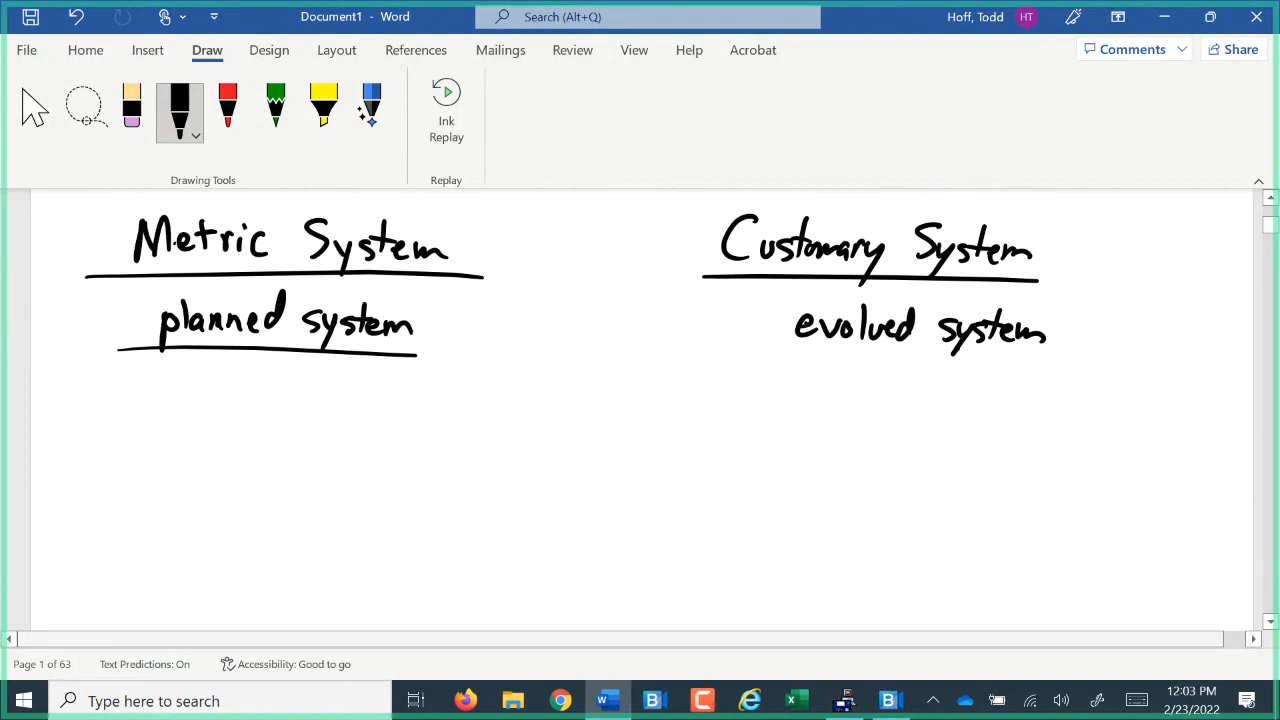 Document1 - Word
Search (Alt+Q)
Hoff, Todd
HT
File Home Insert Draw Design Layout References Mailings Review View Help Acrobat
Comments
Share
Ink
Replay
Drawing Tools
Replay
Metric System
Customary System
planned system
evolved system
Page 1 of 63
Text Predictions: On
Accessibility: Good to go
Type here to search
12:03 PM
2/23/2022